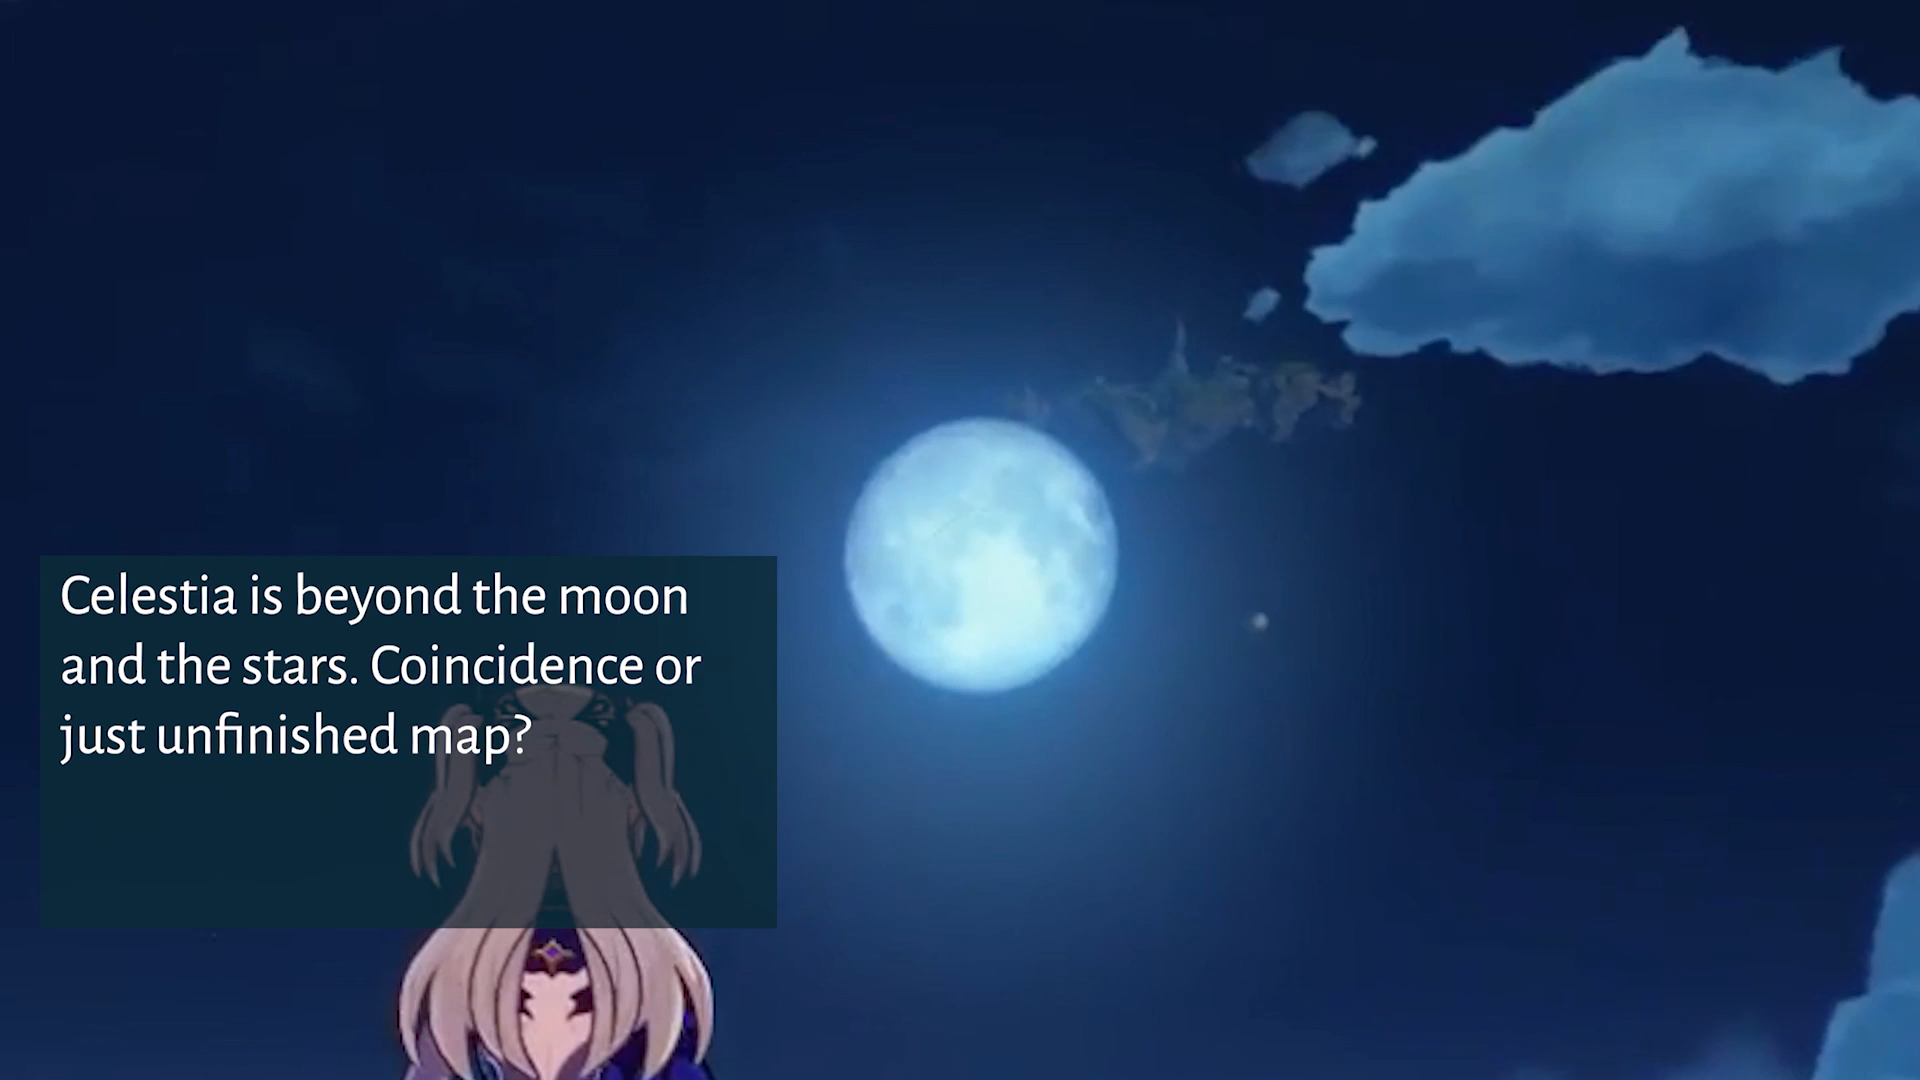 Celestia is beyond the moon
and the stars. Coincidence or
just unfinished map?